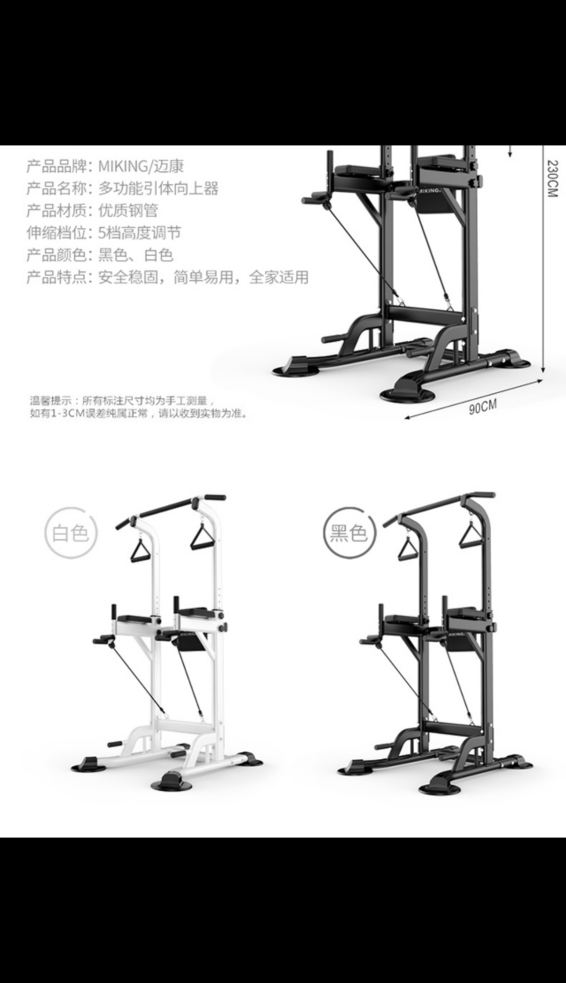 产品品牌：MIKING/迈康
产品名称：多功能引体向上器
产品材质：优质钢管
伸缩档位：5档高度调节
产品颜色：黑色、白色
产品特点：安全稳固，简单易用，全家适用
230CM
MIKING
90CM
温馨提示：所有标注尺寸均为手工测量，
如有1-3CM误差纯属正常，请以收到实物为准。
白色
黑色
MIKING